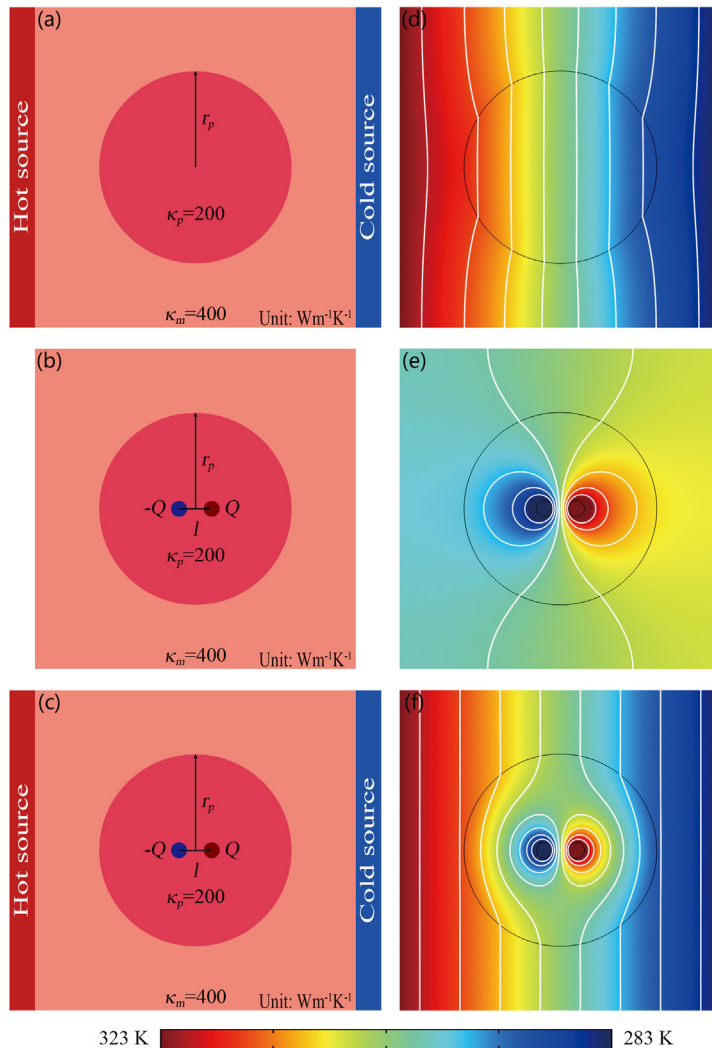 (a)
(d)
Hot source
r_p
κ_p=200
Cold source
κ_m=400
Unit: Wm⁻¹K⁻¹
(b)
(e)
r_p
-Q
Q
l
κ_p=200
κ_m=400
Unit: Wm⁻¹K⁻¹
(c)
(f)
Hot source
r_p
-Q
Q
l
κ_p=200
Cold source
κ_m=400
Unit: Wm⁻¹K⁻¹
323 K
283 K